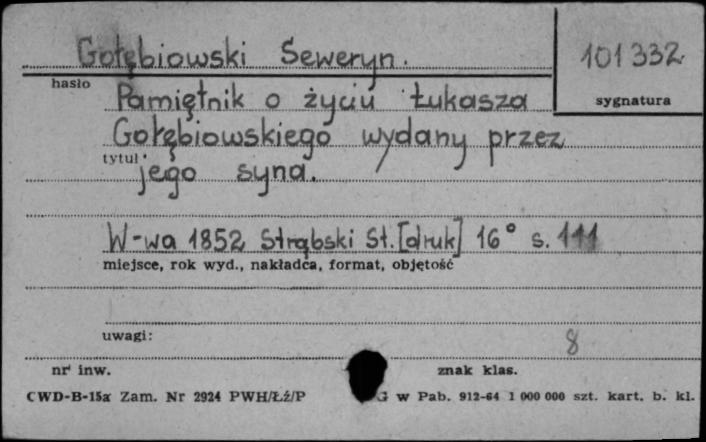 Gołębiowski Seweryn.
101332
hasło
sygnatura
Pamiętnik o życiu Łukasza
Gołębiowskiego wydany przez
tytuł
jego syna.
W-wa 1852 Strąbski St. [druk] 16° s. 111
miejsce, rok wyd., nakładca, format, objętość
uwagi:
8
nr inw.
znak klas.
CWD-B-15a Zam. Nr 2924 PWH/Łź/P
G w Pab. 912-64 1 000 000 szt. kart. b. kl.